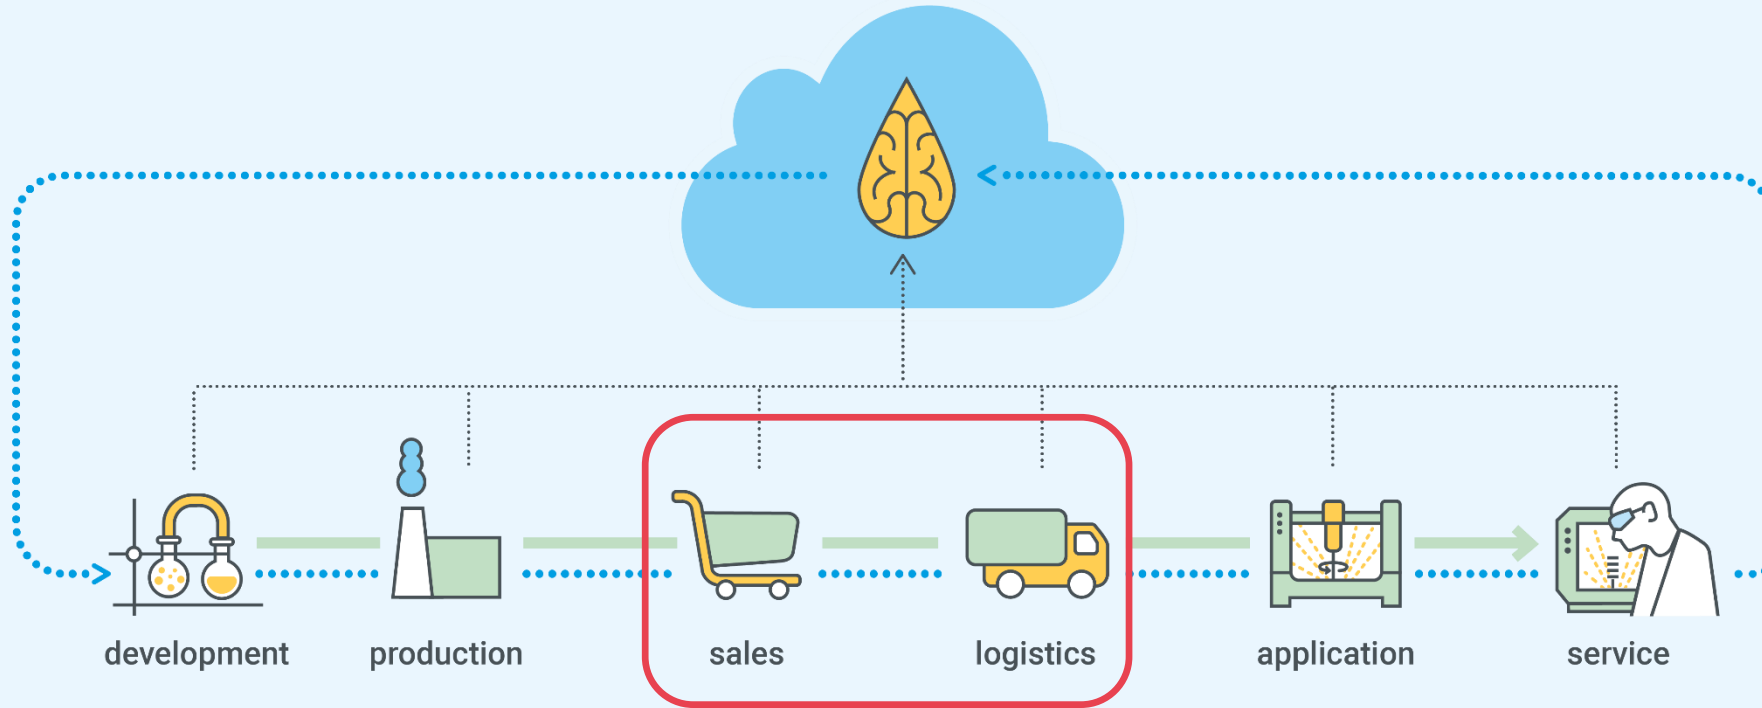 development
production
sales
logistics
application
service